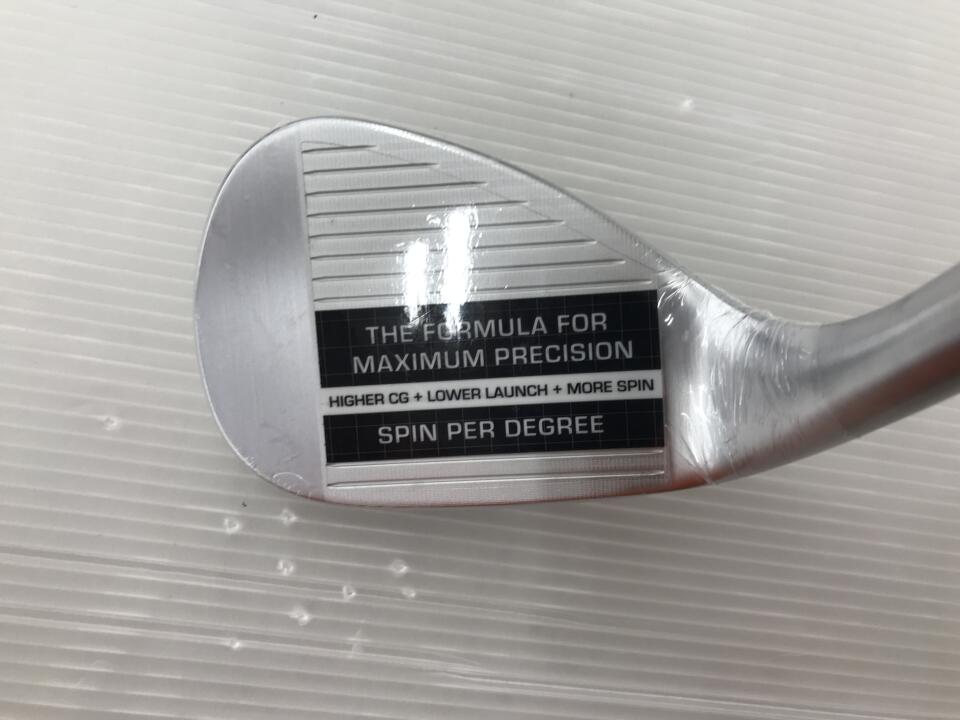 THE FORMULA FOR
MAXIMUM PRECISION
HIGHER CG + LOWER LAUNCH + MORE SPIN
SPIN PER DEGREE